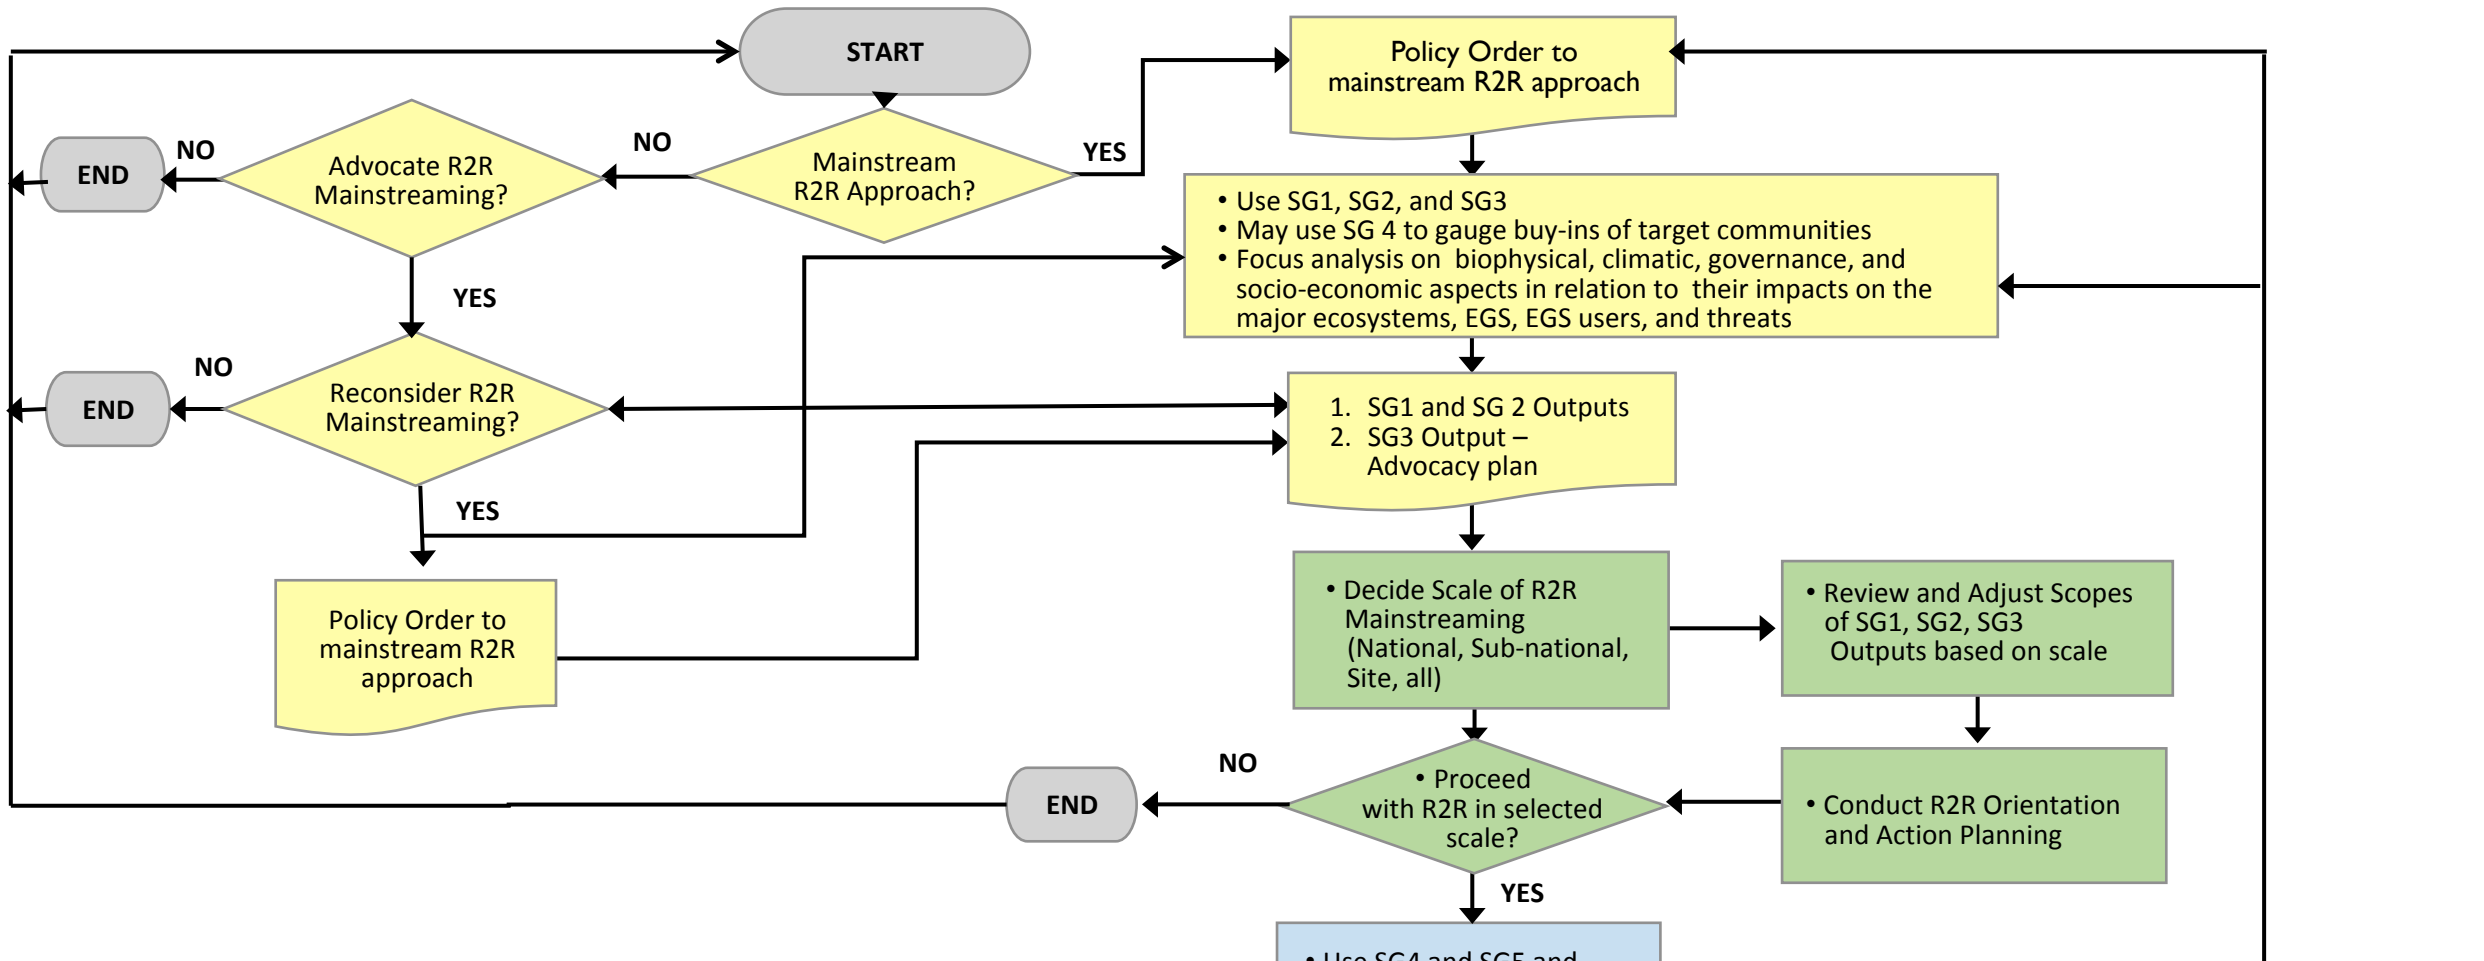 START
Policy Order to
mainstream R2R approach
NO
Advocate R2R
Mainstreaming?
END
NO
Mainstream
R2R Approach?
YES
• Use SG1, SG2, and SG3
• May use SG 4 to gauge buy-ins of target communities
• Focus analysis on biophysical, climatic, governance, and
socio-economic aspects in relation to their impacts on the
major ecosystems, EGS, EGS users, and threats
YES
NO
Reconsider R2R
Mainstreaming?
END
1. SG1 and SG 2 Outputs
2. SG3 Output –
Advocacy plan
YES
Policy Order to
mainstream R2R
approach
• Decide Scale of R2R
Mainstreaming
(National, Sub-national,
Site, all)
• Review and Adjust Scopes
of SG1, SG2, SG3
Outputs based on scale
NO
END
• Proceed
with R2R in selected
scale?
• Conduct R2R Orientation
and Action Planning
YES
• Use SG4 and SG5 and